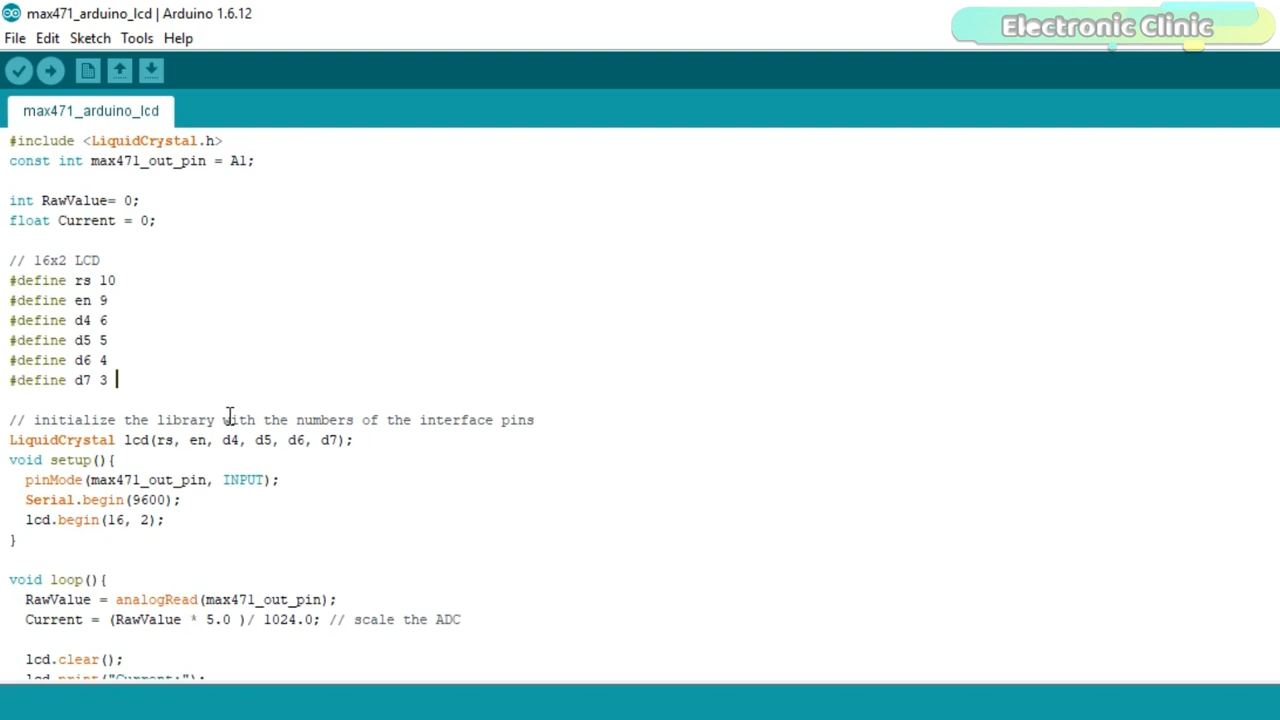 max471_arduino_lcd | Arduino 1.6.12
Electronic Clinic
File Edit Sketch Tools Help
max471_arduino_lcd
#include <LiquidCrystal.h>
const int max471_out_pin = A1;
int RawValue= 0;
float Current = 0;
// 16x2 LCD
#define rs 10
#define en 9
#define d4 6
#define d5 5
#define d6 4
#define d7 3
// initialize the library with the numbers of the interface pins
LiquidCrystal lcd(rs, en, d4, d5, d6, d7);
void setup(){
pinMode(max471_out_pin, INPUT);
Serial.begin(9600);
lcd.begin(16, 2);
}
void loop(){
RawValue = analogRead(max471_out_pin);
Current = (RawValue * 5.0 )/ 1024.0; // scale the ADC
lcd.clear();
lcd.print("Current:");